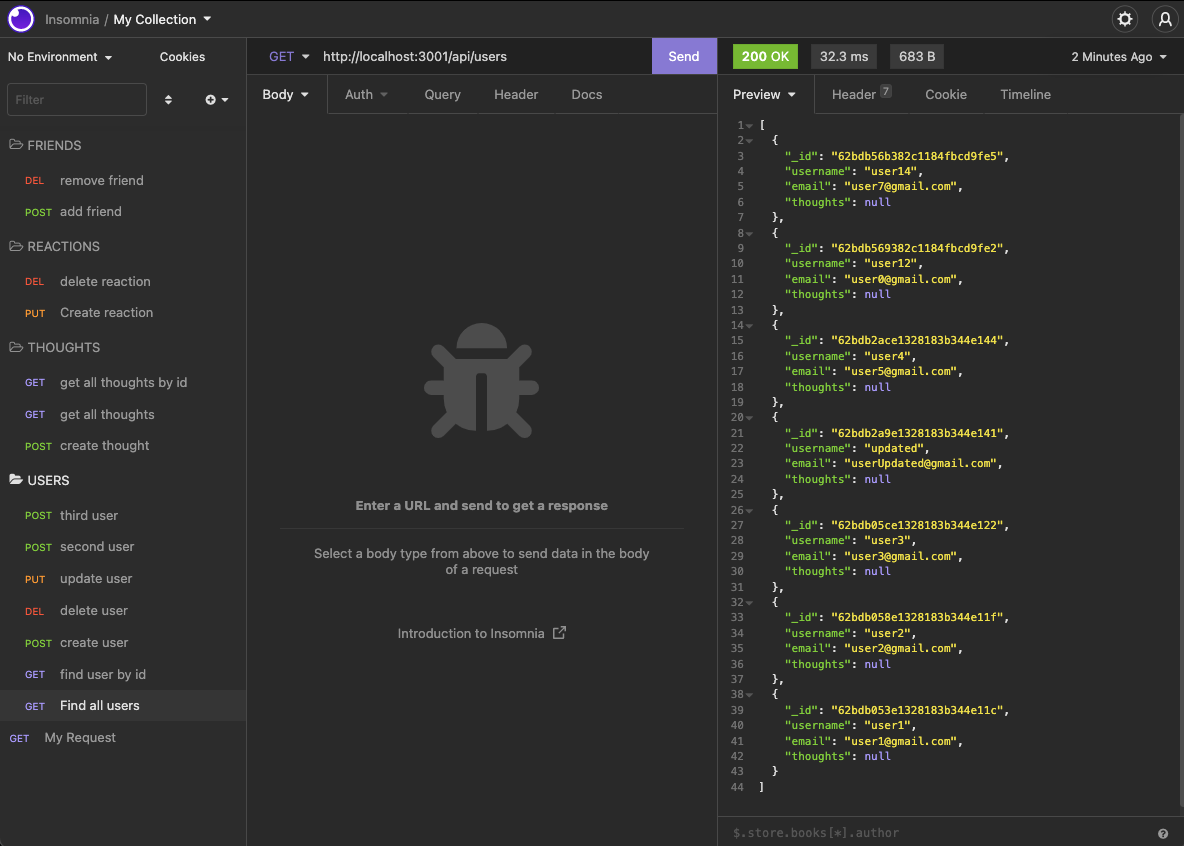 Insomnia / My Collection
No Environment
Cookies
Filter
FRIENDS
DEL remove friend
POST add friend
REACTIONS
DEL delete reaction
PUT Create reaction
THOUGHTS
GET get all thoughts by id
GET get all thoughts
POST create thought
USERS
POST third user
POST second user
PUT update user
DEL delete user
POST create user
GET find user by id
GET Find all users
GET My Request
GET http://localhost:3001/api/users Send
Body Auth Query Header Docs
Enter a URL and send to get a response
Select a body type from above to send data in the body
of a request
Introduction to Insomnia
200 OK 32.3 ms 683 B 2 Minutes Ago
Preview Header 7 Cookie Timeline
1 [
2 {
3 "_id": "62bdb56b382c1184fbcd9fe5",
4 "username": "user14",
5 "email": "user7@gmail.com",
6 "thoughts": null
7 },
8 {
9 "_id": "62bdb569382c1184fbcd9fe2",
10 "username": "user12",
11 "email": "user0@gmail.com",
12 "thoughts": null
13 },
14 {
15 "_id": "62bdb2ace1328183b344e144",
16 "username": "user4",
17 "email": "user5@gmail.com",
18 "thoughts": null
19 },
20 {
21 "_id": "62bdb2a9e1328183b344e141",
22 "username": "updated",
23 "email": "userUpdated@gmail.com",
24 "thoughts": null
25 },
26 {
27 "_id": "62bdb05ce1328183b344e122",
28 "username": "user3",
29 "email": "user3@gmail.com",
30 "thoughts": null
31 },
32 {
33 "_id": "62bdb058e1328183b344e11f",
34 "username": "user2",
35 "email": "user2@gmail.com",
36 "thoughts": null
37 },
38 {
39 "_id": "62bdb053e1328183b344e11c",
40 "username": "user1",
41 "email": "user1@gmail.com",
42 "thoughts": null
43 }
44 ]
$.store.books[*].author